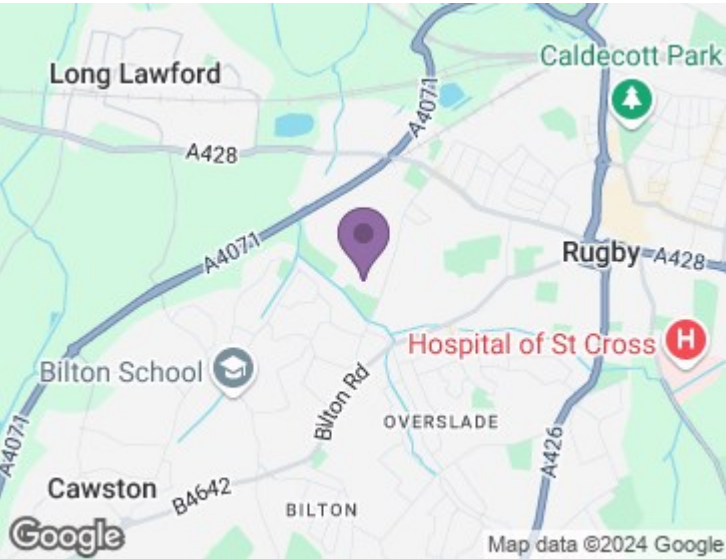 Caldecott Park
Long Lawford
A4071
A428
A4071
Rugby
A428
Hospital of St Cross
H
Bilton School
Bilton Rd
OVERSLADE
A4071
A426
Cawston
B4642
BILTON
Google
Map data ©2024 Google